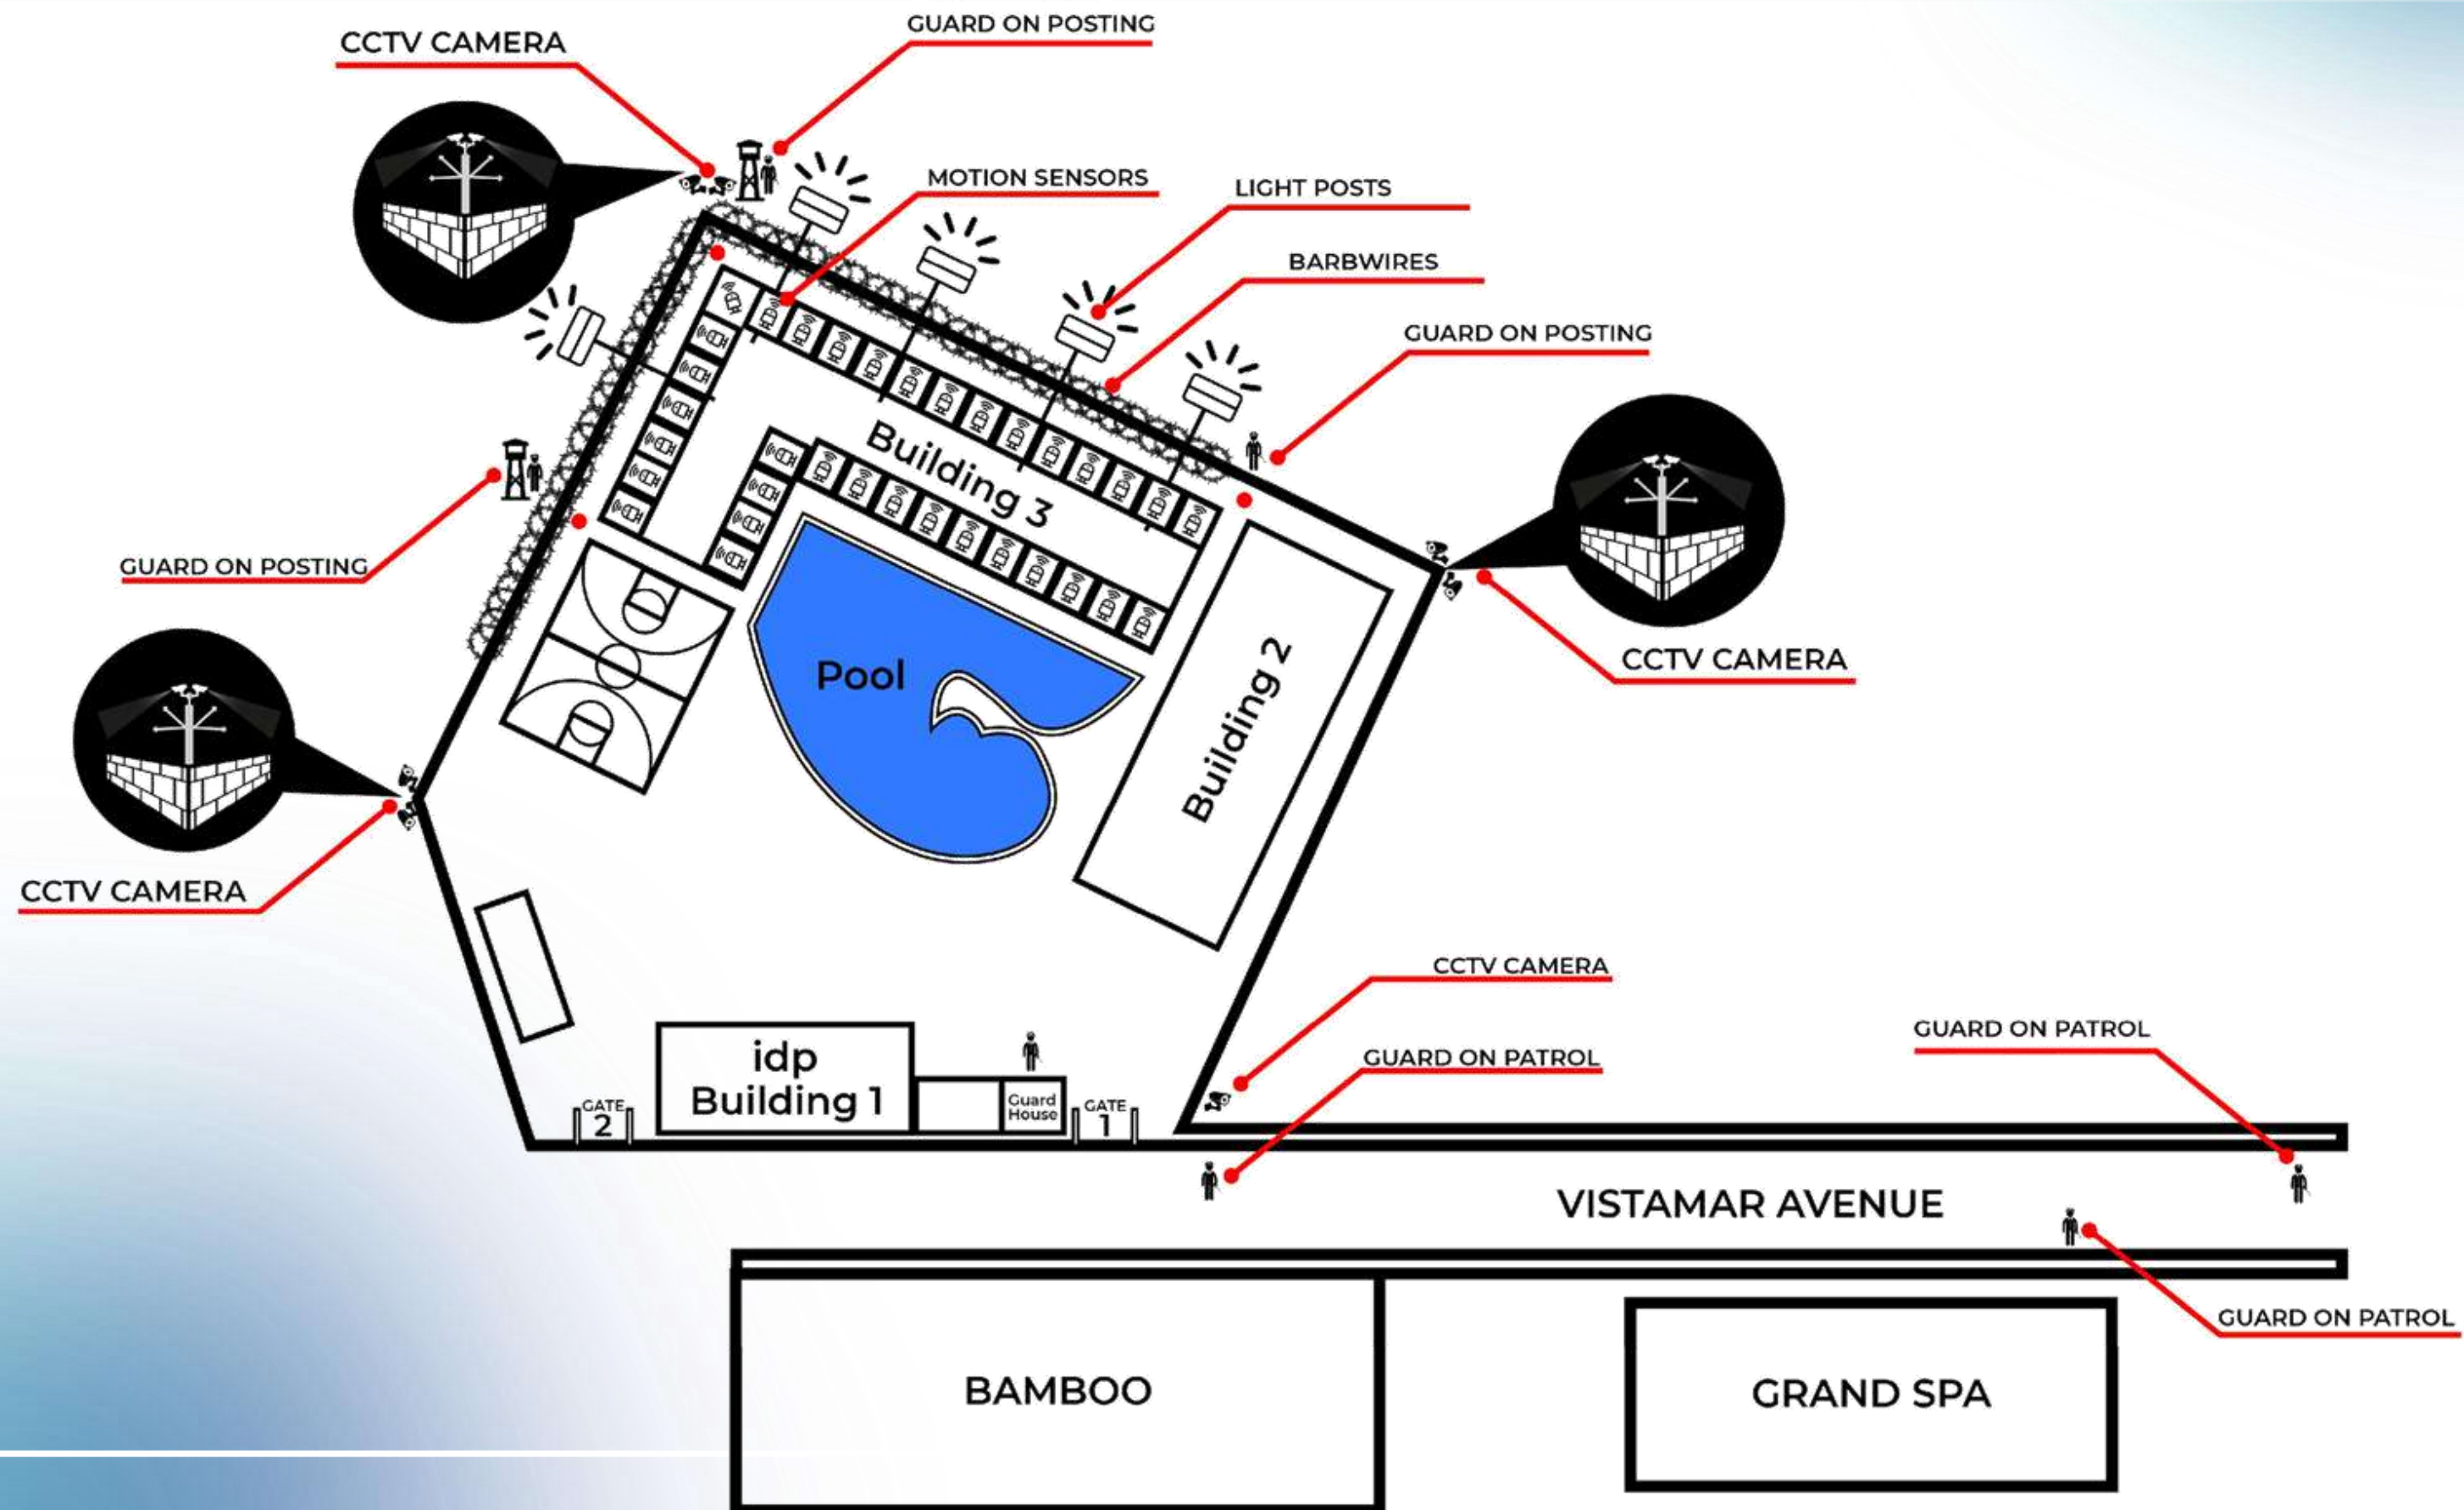 GUARD ON POSTING
CCTV CAMERA
MOTION SENSORS
LIGHT POSTS
BARBWIRES
GUARD ON POSTING
Building 3
GUARD ON POSTING
CCTV CAMERA
Pool
Building 2
CCTV CAMERA
CCTV CAMERA
GUARD ON PATROL
GUARD ON PATROL
idp
Building 1
Guard
House
GATE
1
GATE
2
VISTAMAR AVENUE
GUARD ON PATROL
BAMBOO
GRAND SPA